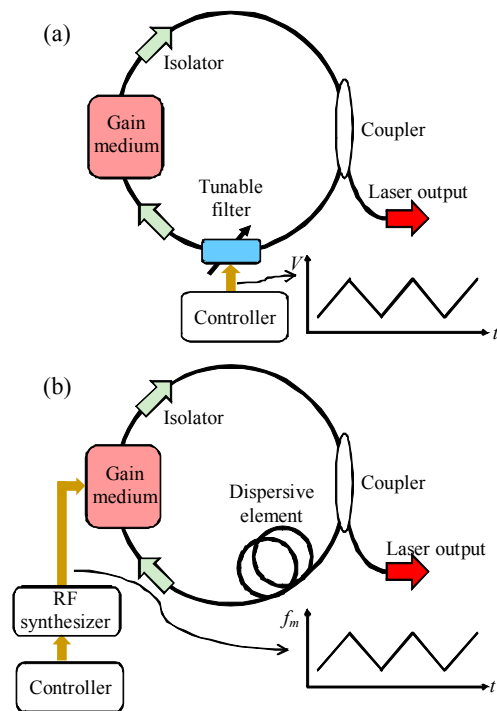 (a)
Isolator
Gain
medium
Coupler
Tunable
filter
Laser output
V
Controller
t
(b)
Isolator
Gain
medium
Coupler
Dispersive
element
Laser output
RF
synthesizer
f_m
Controller
t